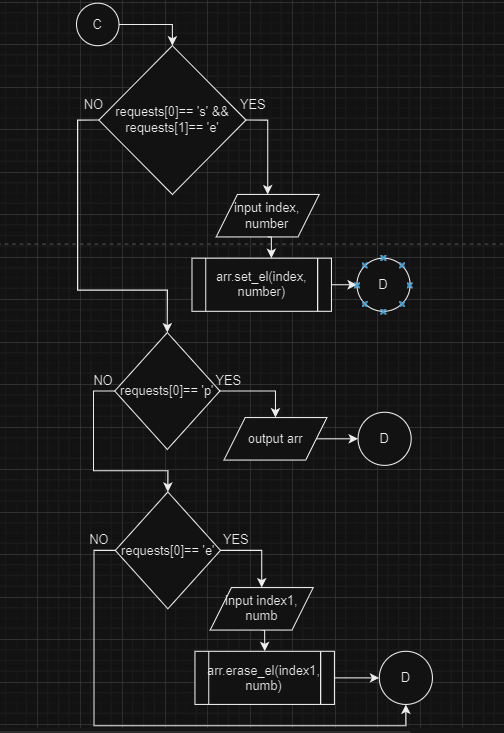 C
NO
YES
requests[0]== 's' &&
requests[1]== 'e'
input index,
number
arr.set_el(index,
number)
D
NO
YES
requests[0]== 'p'
output arr
D
NO
YES
requests[0]== 'e'
input index1,
numb
arr.erase_el(index1,
numb)
D